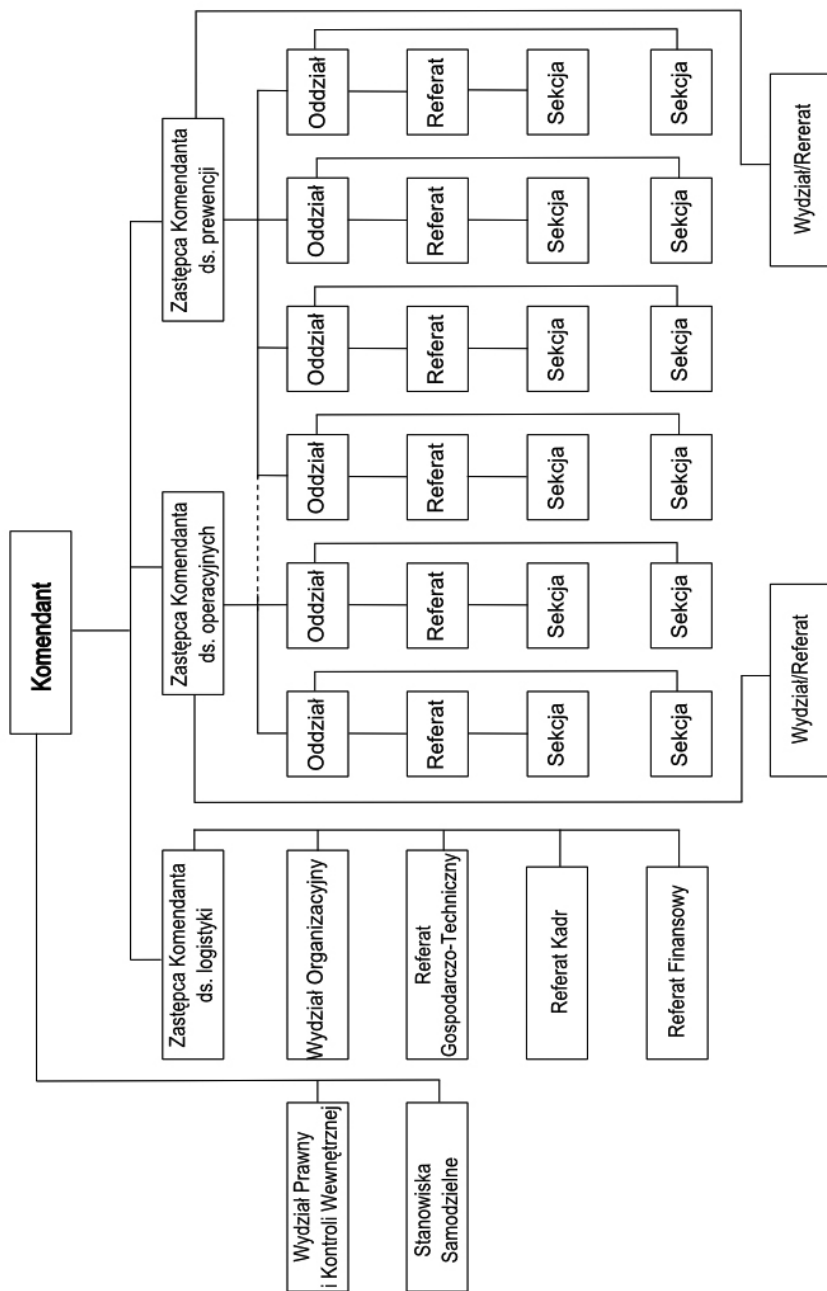 Komendant
Zastępca Komendanta
ds. logistyki
Zastępca Komendanta
ds. operacyjnych
Zastępca Komendanta
ds. prewencji
Wydział Prawny
i Kontroli Wewnętrznej
Wydział Organizacyjny
Oddział
Oddział
Oddział
Oddział
Oddział
Oddział
Stanowiska
Samodzielne
Referat
Gospodarczo-Techniczny
Referat
Referat
Referat
Referat
Referat
Referat
Referat Kadr
Sekcja
Sekcja
Sekcja
Sekcja
Sekcja
Sekcja
Referat Finansowy
Sekcja
Sekcja
Sekcja
Sekcja
Sekcja
Sekcja
Wydział/Referat
Wydział/Rererat